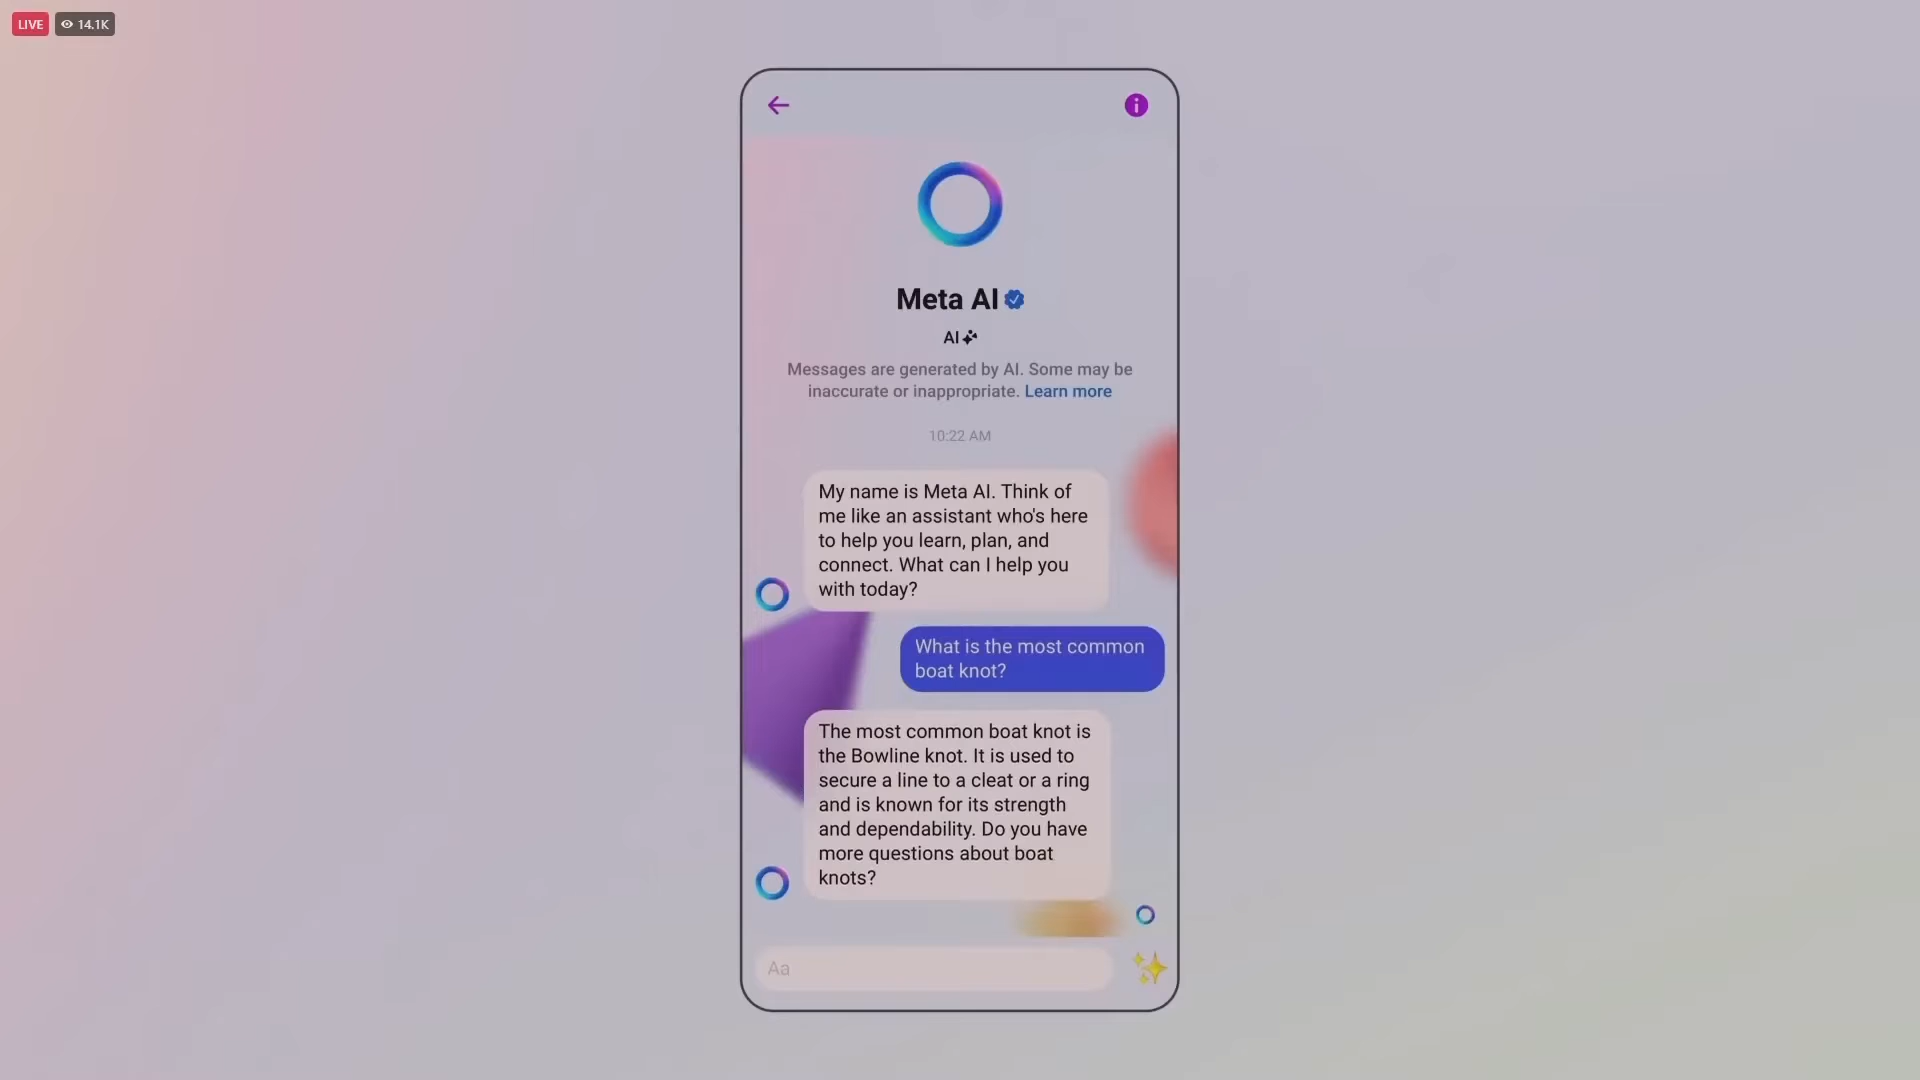 LIVE 14.1K
Meta AI
AI
Messages are generated by AI. Some may be
inaccurate or inappropriate. Learn more
10:22 AM
My name is Meta AI. Think of
me like an assistant who's here
to help you learn, plan, and
connect. What can I help you
with today?
What is the most common
boat knot?
The most common boat knot is
the Bowline knot. It is used to
secure a line to a cleat or a ring
and is known for its strength
and dependability. Do you have
more questions about boat
knots?
Aa